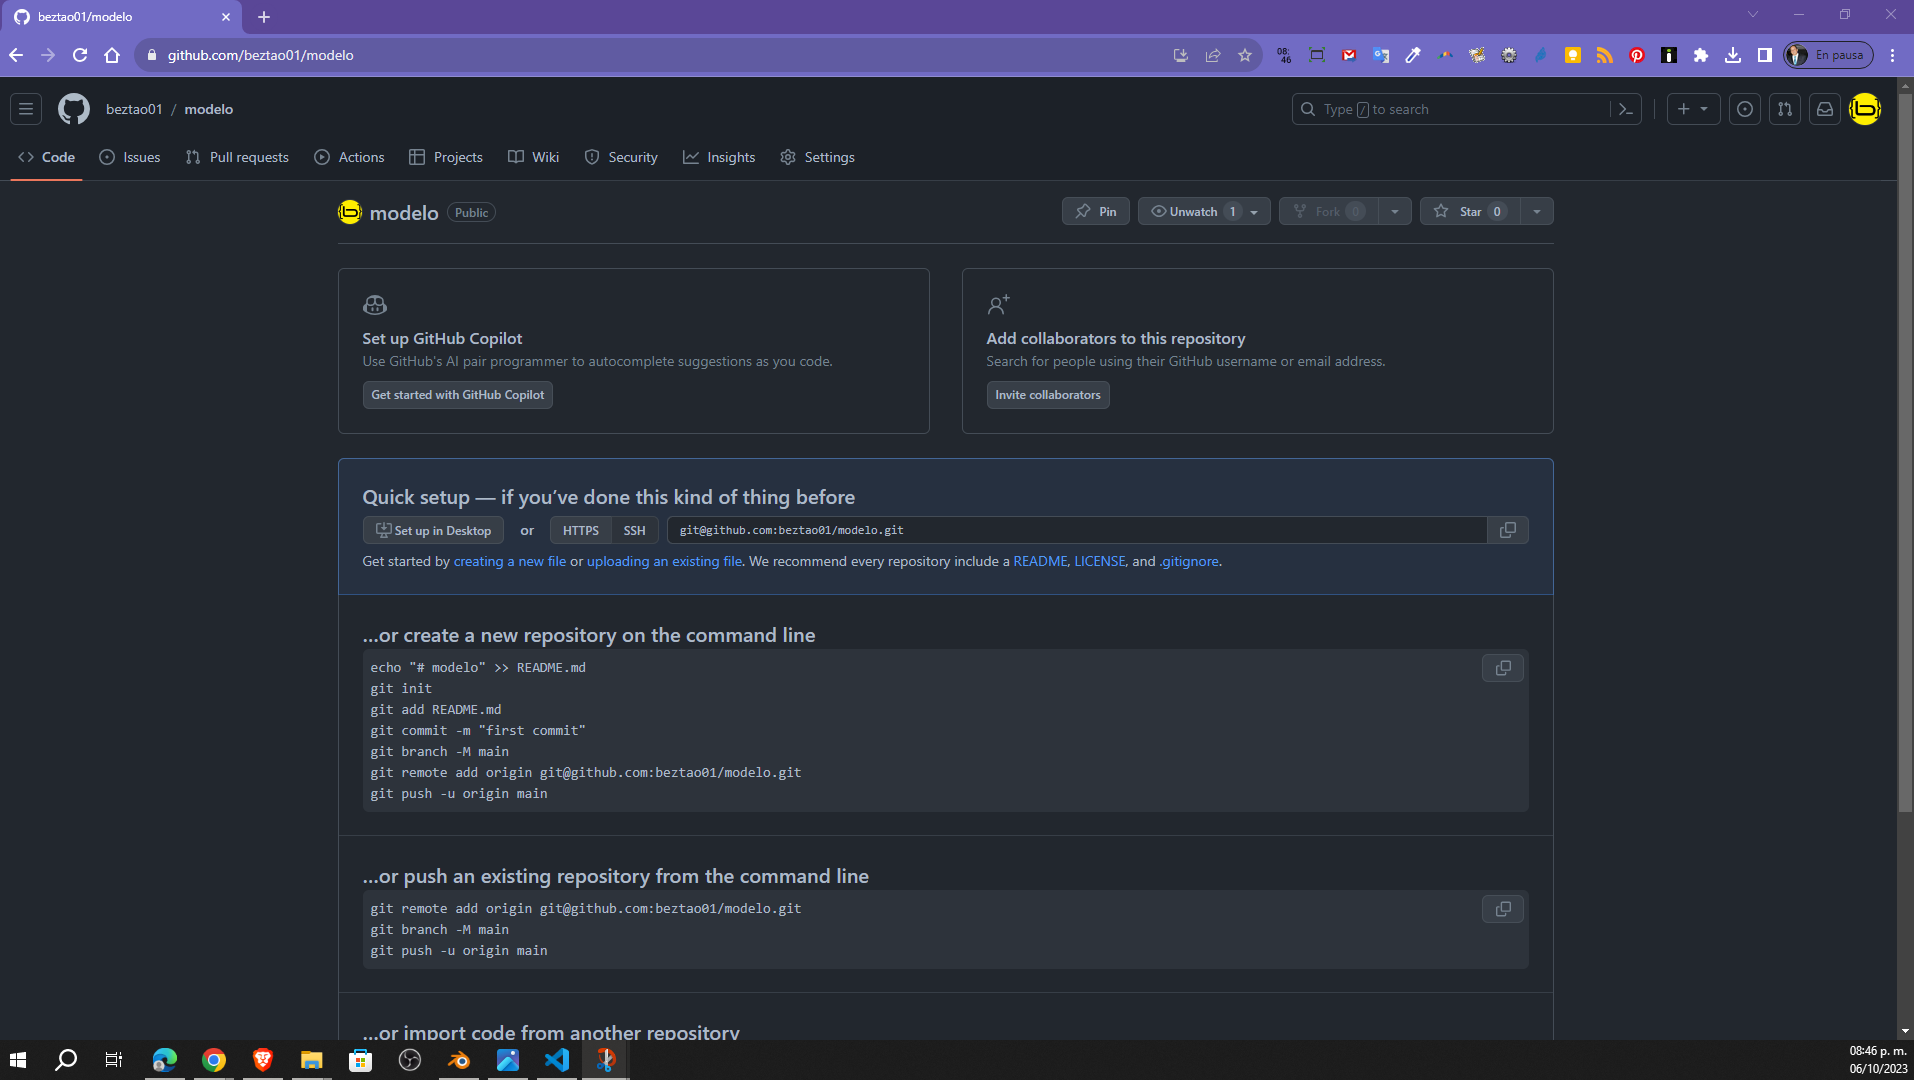 beztao01/modelo
github.com/beztao01/modelo
08:
46
En pausa
beztao01 / modelo
Type / to search
Code
Issues
Pull requests
Actions
Projects
Wiki
Security
Insights
Settings
modelo
Public
Pin
Unwatch 1
Fork 0
Star 0
Set up GitHub Copilot
Use GitHub's AI pair programmer to autocomplete suggestions as you code.
Get started with GitHub Copilot
Add collaborators to this repository
Search for people using their GitHub username or email address.
Invite collaborators
Quick setup — if you’ve done this kind of thing before
Set up in Desktop
or
HTTPS
SSH
git@github.com:beztao01/modelo.git
Get started by creating a new file or uploading an existing file. We recommend every repository include a README, LICENSE, and .gitignore.
…or create a new repository on the command line
echo "# modelo" >> README.md
git init
git add README.md
git commit -m "first commit"
git branch -M main
git remote add origin git@github.com:beztao01/modelo.git
git push -u origin main
…or push an existing repository from the command line
git remote add origin git@github.com:beztao01/modelo.git
git branch -M main
git push -u origin main
…or import code from another repository
08:46 p. m.
06/10/2023